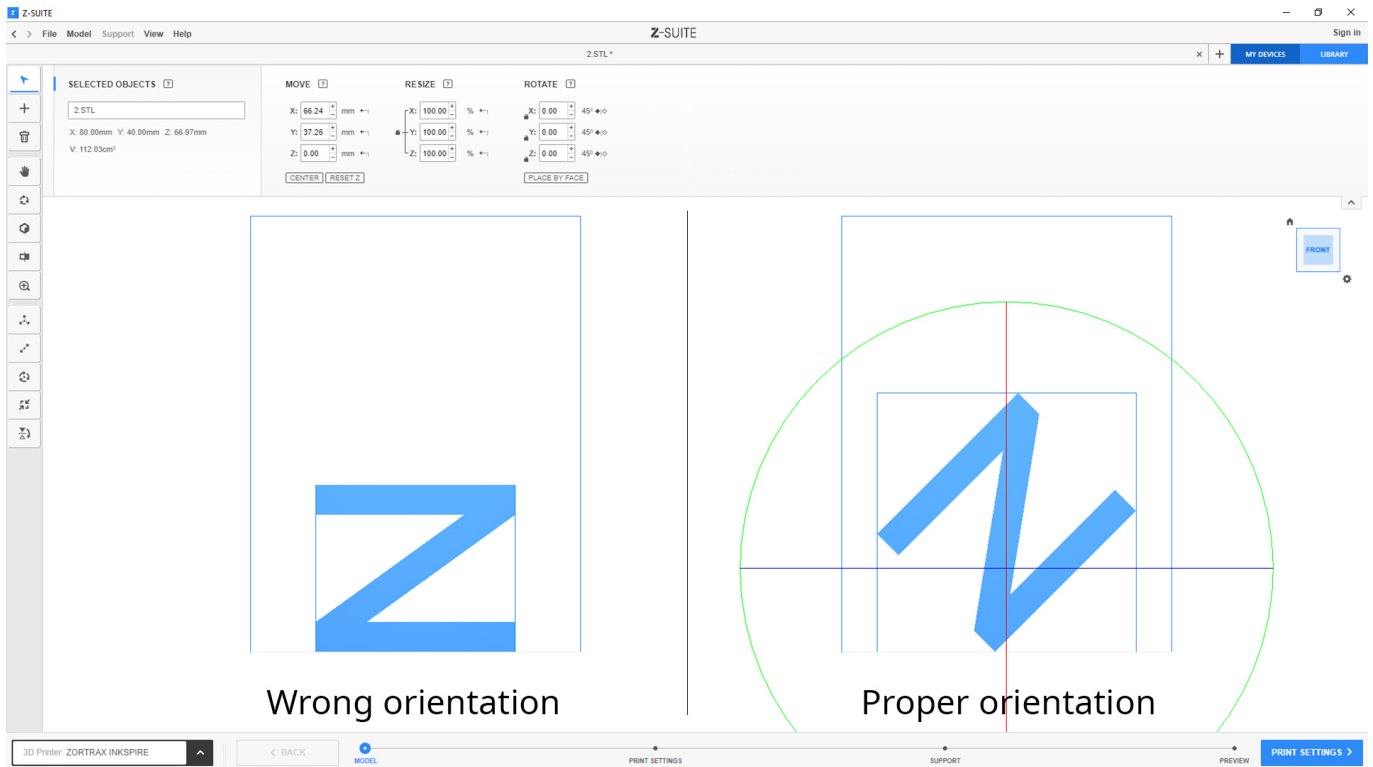 Z-SUITE
File Model Support View Help
Z-SUITE
Sign in
2.STL *
MY DEVICES
LIBRARY
SELECTED OBJECTS ?
2.STL
X: 80.00mm Y: 40.00mm Z: 66.97mm
V: 112.03cm³
MOVE ?
X: 66.24 mm
Y: 37.26 mm
Z: 0.00 mm
CENTER RESET Z
RESIZE ?
X: 100.00 %
Y: 100.00 %
Z: 100.00 %
ROTATE ?
X: 0.00 45°
Y: 0.00 45°
Z: 0.00 45°
PLACE BY FACE
FRONT
Wrong orientation
Proper orientation
3D Printer: ZORTRAX INKSPIRE
BACK
MODEL
PRINT SETTINGS
SUPPORT
PREVIEW
PRINT SETTINGS